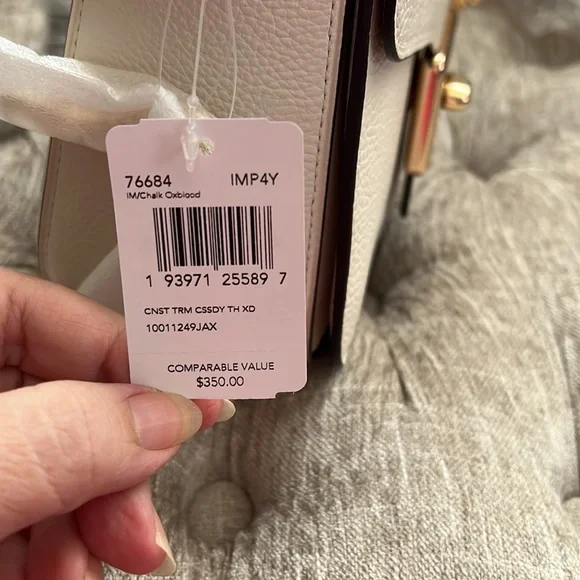 76684 IMP4Y
IM/Chalk Oxblood
1 93971 25589 7
CNST TRM CSSDY TH XD
10011249JAX
COMPARABLE VALUE
$350.00